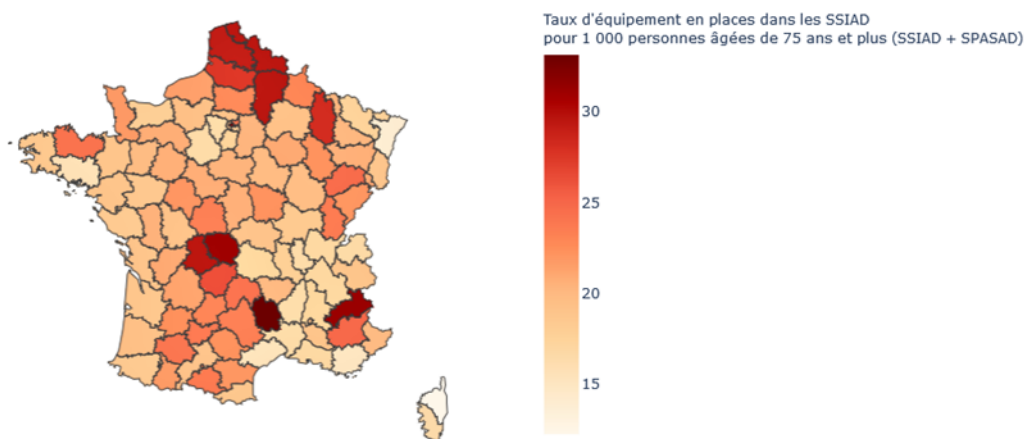 Taux d'équipement en places dans les SSIAD
pour 1 000 personnes âgées de 75 ans et plus (SSIAD + SPASAD)
30
25
20
15